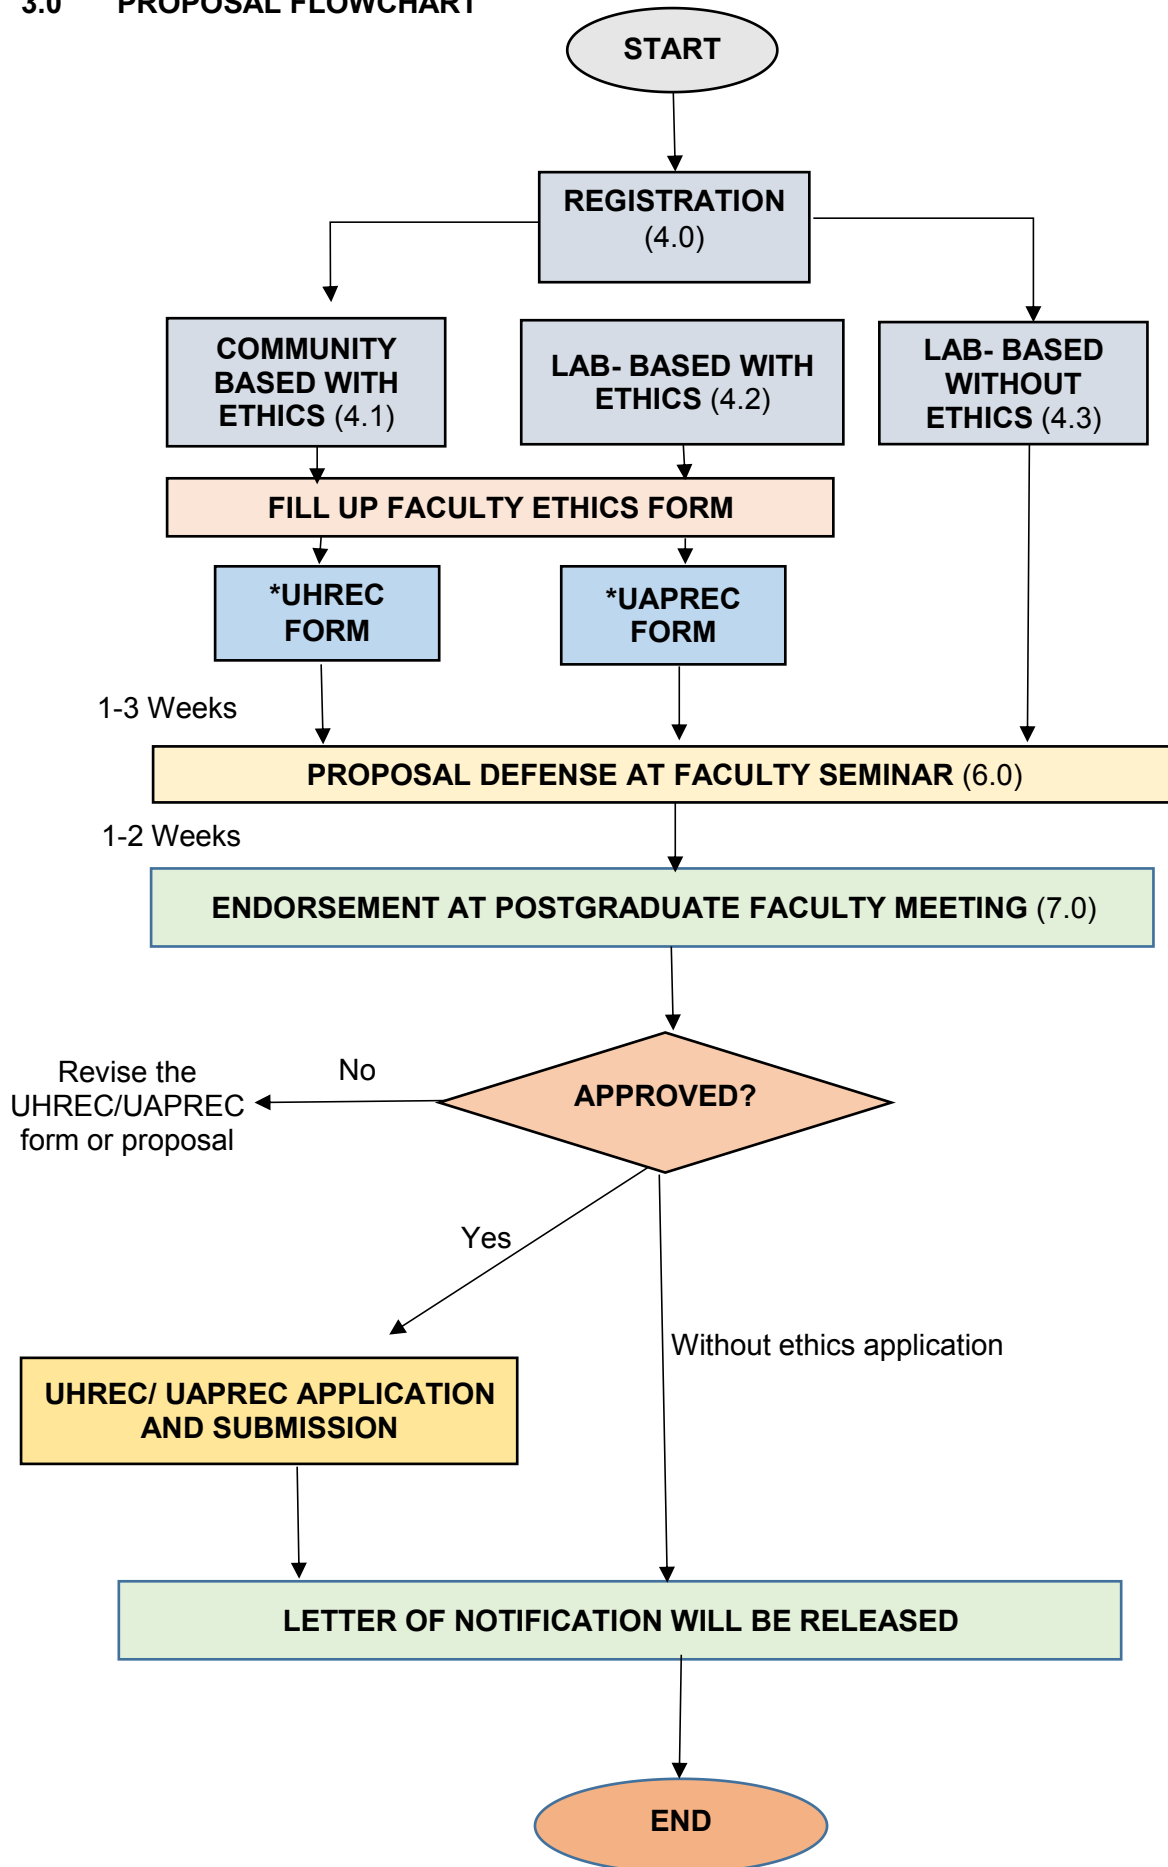 3.0 PROPOSAL FLOWCHART
START
REGISTRATION
(4.0)
COMMUNITY
BASED WITH
ETHICS (4.1)
LAB- BASED WITH
ETHICS (4.2)
LAB- BASED
WITHOUT
ETHICS (4.3)
FILL UP FACULTY ETHICS FORM
*UHREC
FORM
*UAPREC
FORM
1-3 Weeks
PROPOSAL DEFENSE AT FACULTY SEMINAR (6.0)
1-2 Weeks
ENDORSEMENT AT POSTGRADUATE FACULTY MEETING (7.0)
APPROVED?
No
Revise the
UHREC/UAPREC
form or proposal
Yes
Without ethics application
UHREC/ UAPREC APPLICATION
AND SUBMISSION
LETTER OF NOTIFICATION WILL BE RELEASED
END